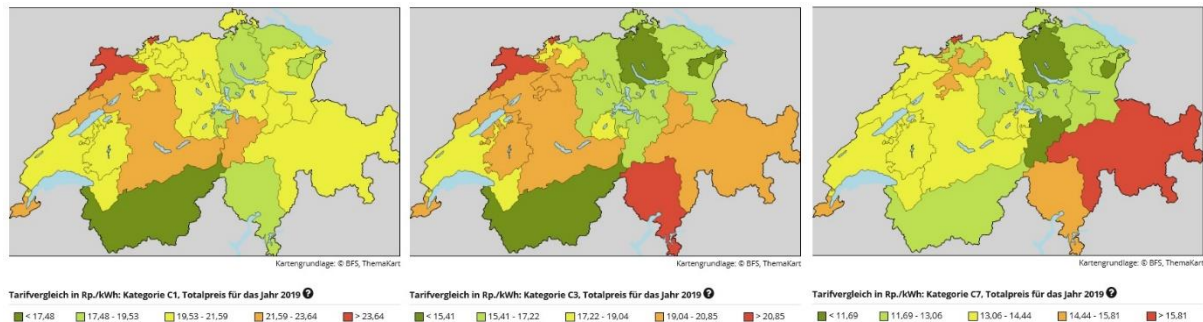 Kartengrundlage: © BFS, ThemaKart
Tarifvergleich in Rp./kWh: Kategorie C1, Totalpreis für das Jahr 2019 ?
< 17,48 17,48 - 19,53 19,53 - 21,59 21,59 - 23,64 > 23,64
Kartengrundlage: © BFS, ThemaKart
Tarifvergleich in Rp./kWh: Kategorie C3, Totalpreis für das Jahr 2019 ?
< 15,41 15,41 - 17,22 17,22 - 19,04 19,04 - 20,85 > 20,85
Kartengrundlage: © BFS, ThemaKart
Tarifvergleich in Rp./kWh: Kategorie C7, Totalpreis für das Jahr 2019 ?
< 11,69 11,69 - 13,06 13,06 - 14,44 14,44 - 15,81 > 15,81